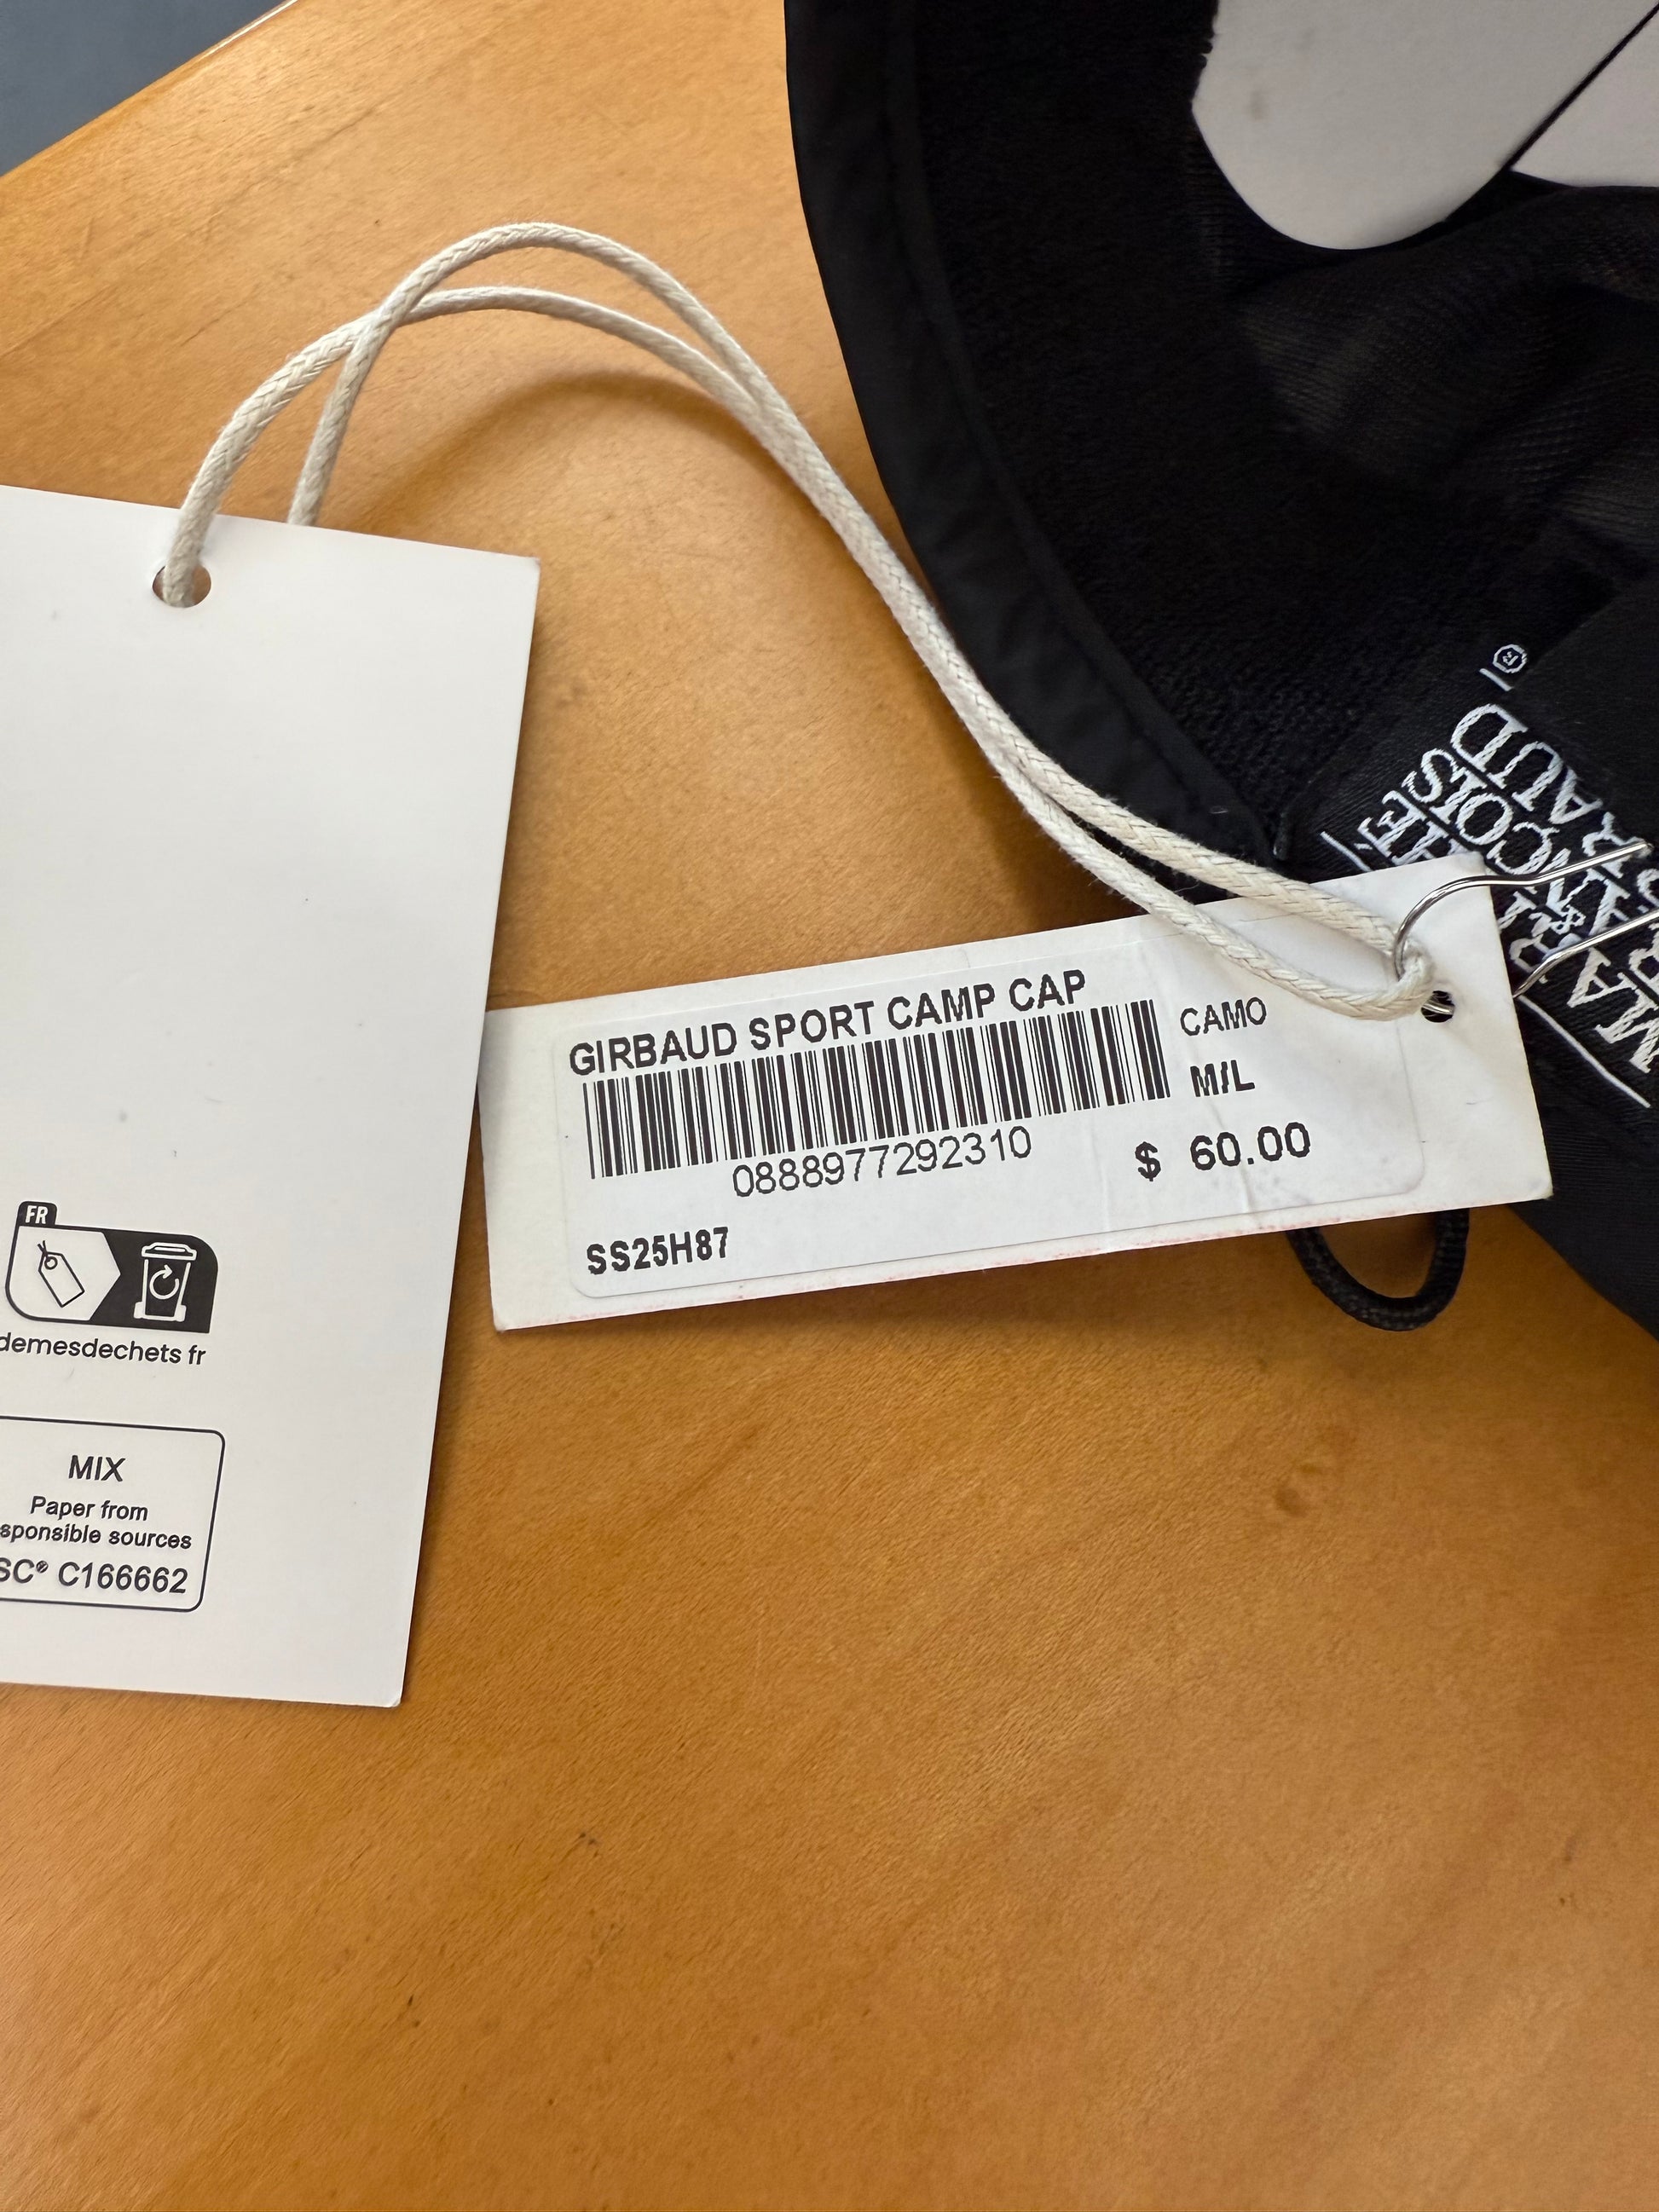 GIRBAUD SPORT CAMP CAP
CAMO
M/L
0888977292310
$ 60.00
SS25H87
FR
demesdechets fr
MIX
Paper from
sponsible sources
SC® C166662
FRANÇOIS
®